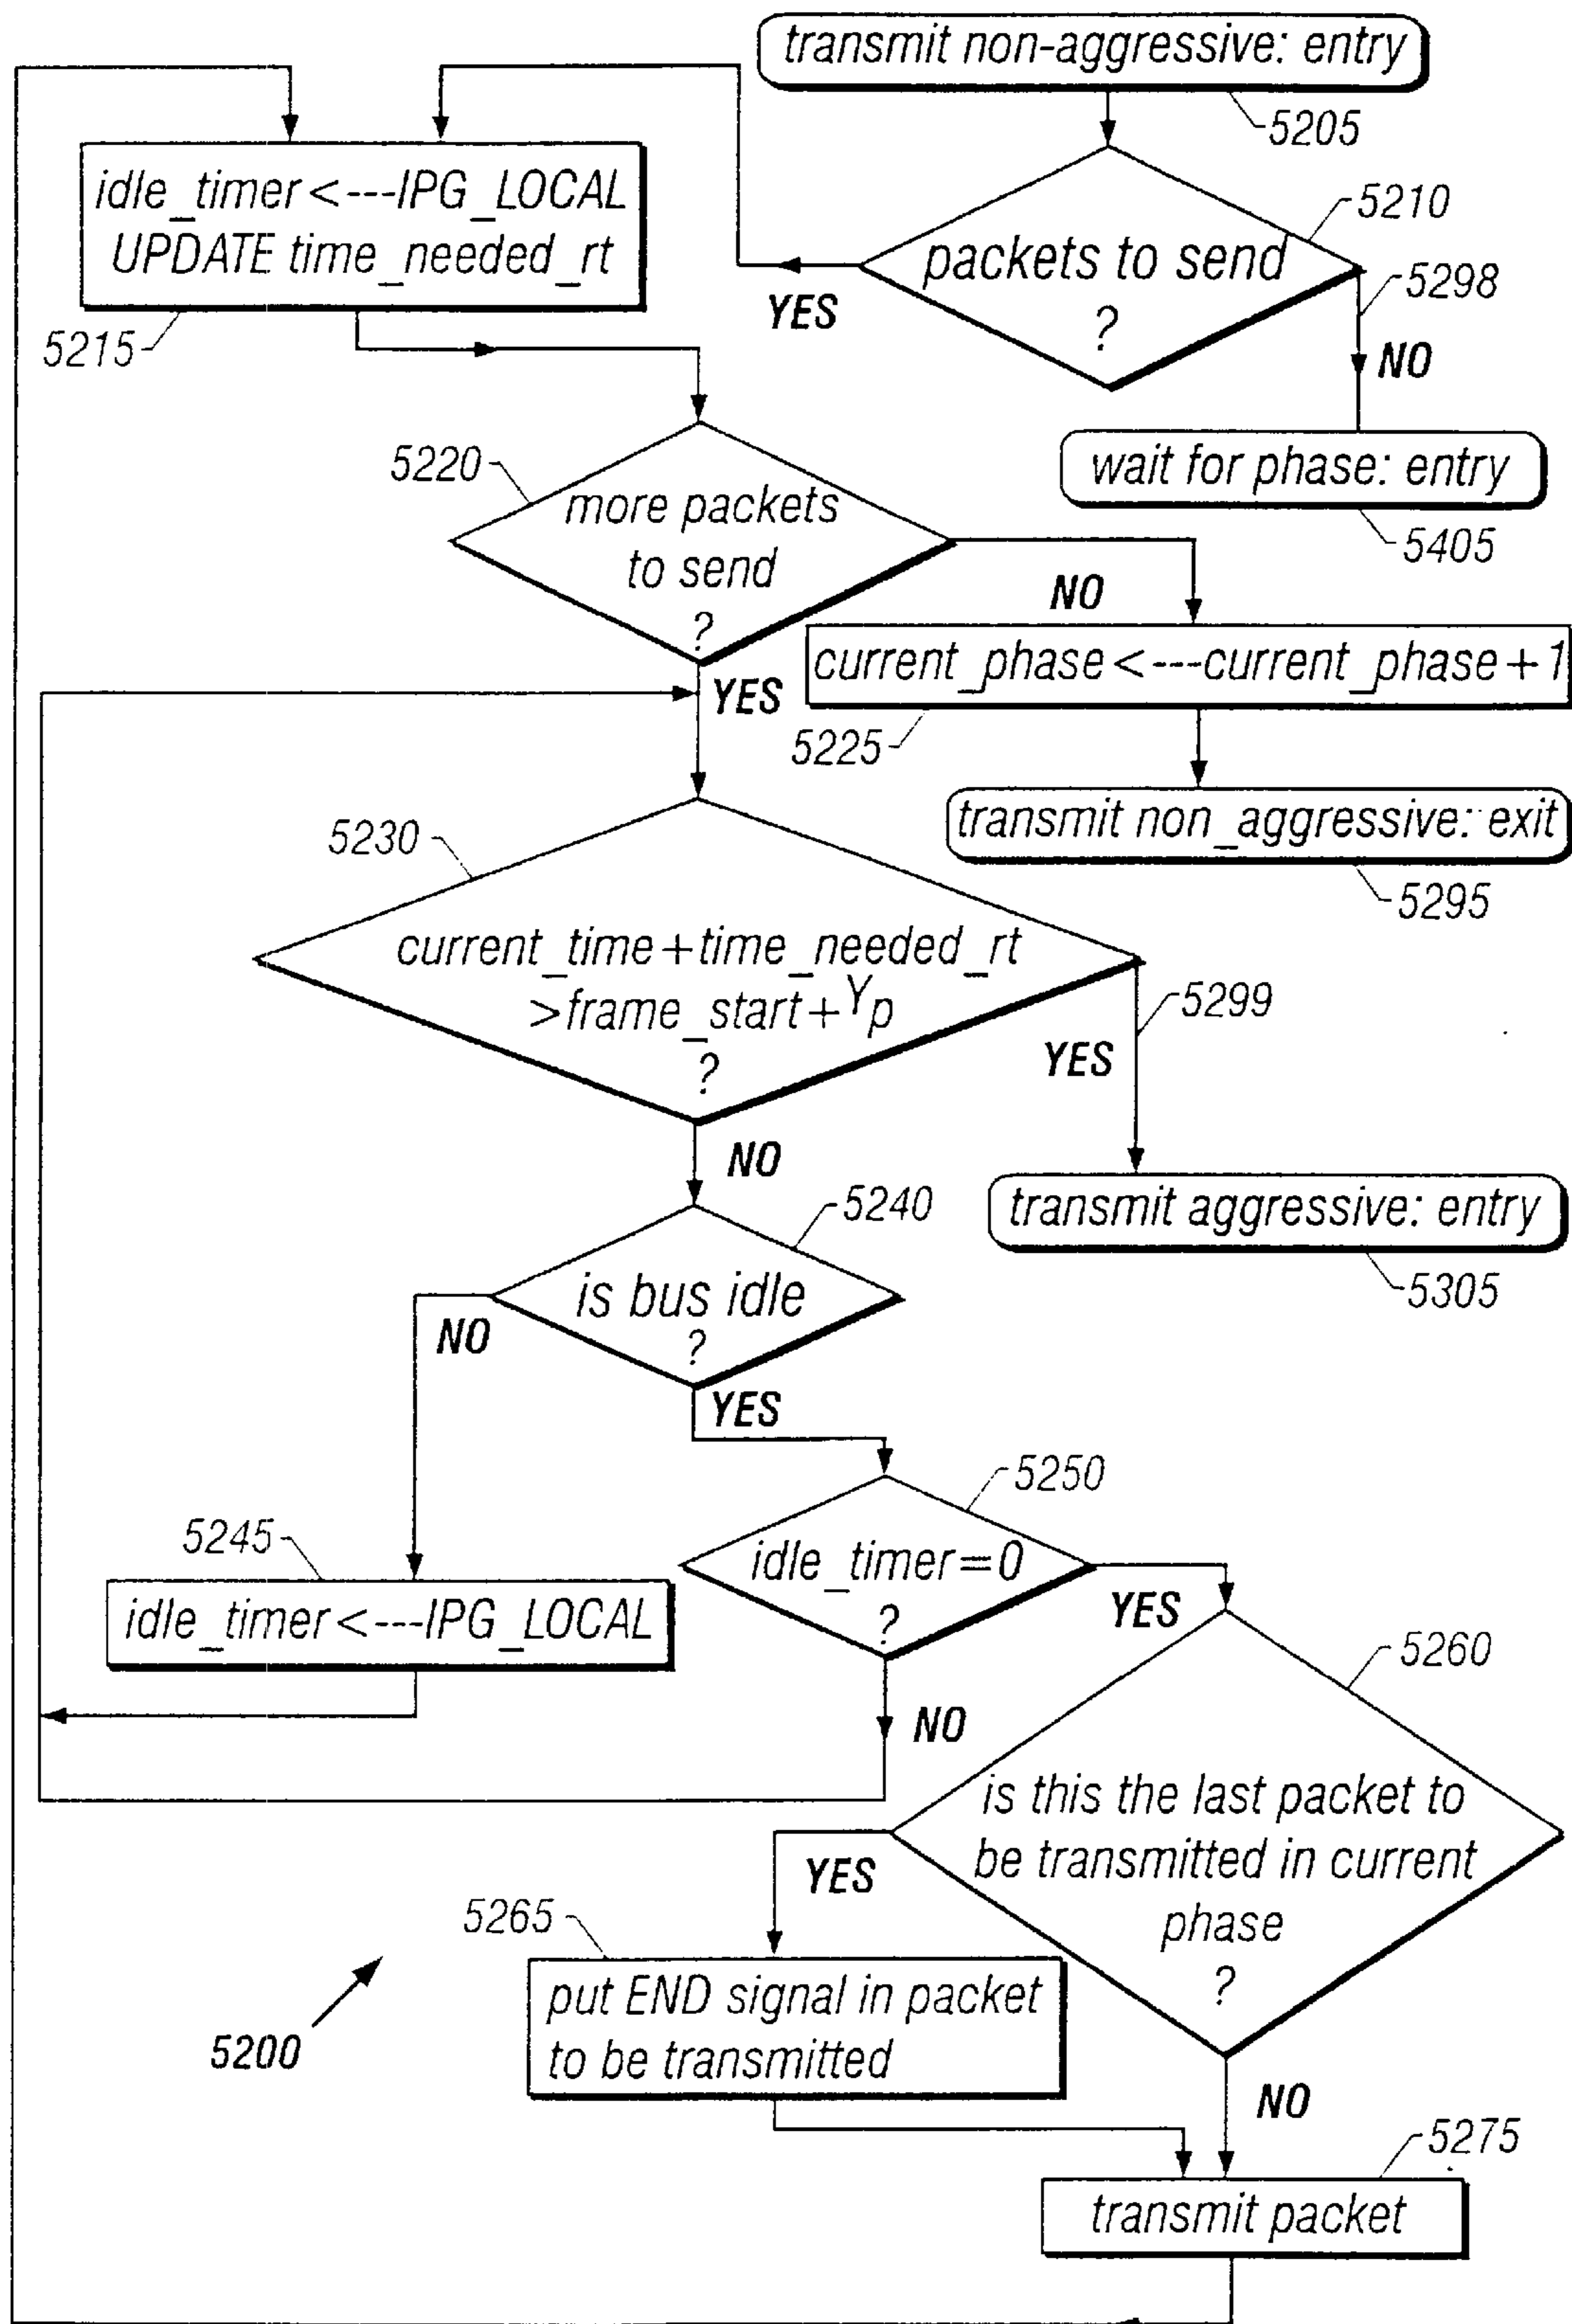 transmit non-aggressive: entry
5205
idle_timer<---IPG_LOCAL
UPDATE time_needed_rt
5215
5210
packets to send
?
YES
5298
NO
wait for phase: entry
5405
5220
more packets
to send
?
NO
YES
current_phase<---current_phase+1
5225
transmit non_aggressive: exit
5295
5230
current_time+time_needed_rt
>frame_start+Yp
?
5299
YES
NO
transmit aggressive: entry
5305
5240
is bus idle
?
NO
YES
5250
idle_timer=0
?
YES
NO
5245
idle_timer<---IPG_LOCAL
5260
is this the last packet to
be transmitted in current
phase
?
YES
NO
5265
put END signal in packet
to be transmitted
5200
5275
transmit packet